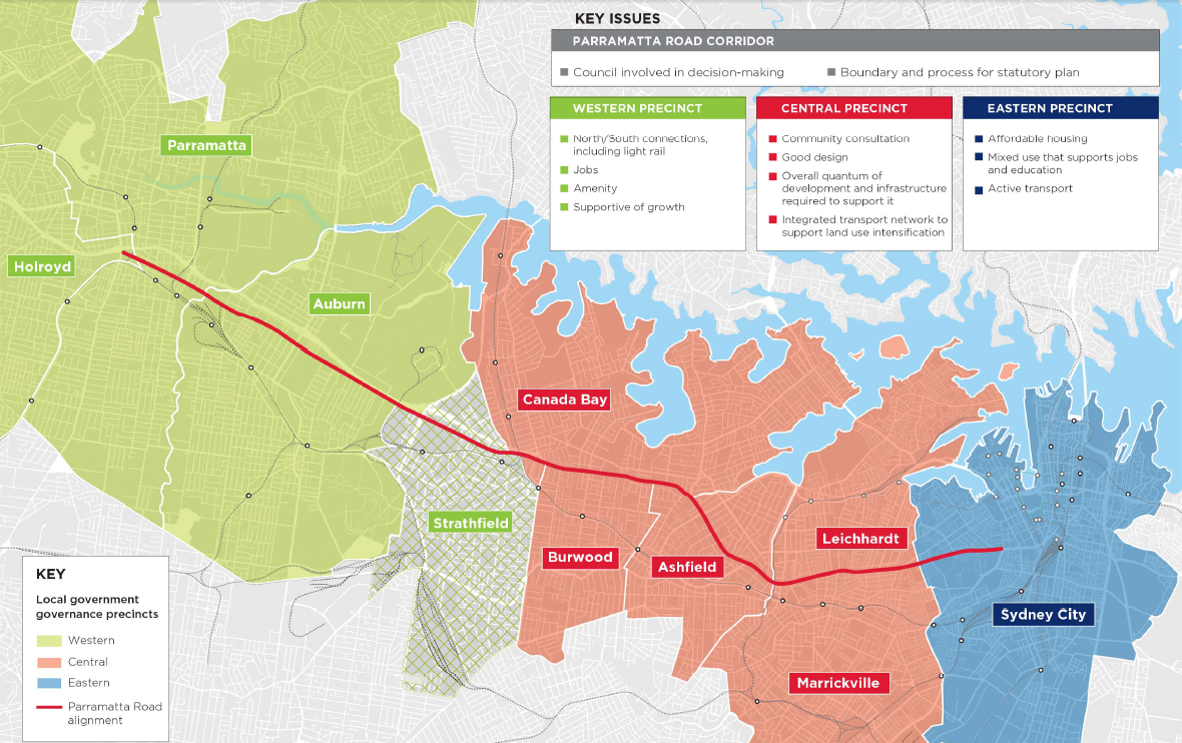 KEY ISSUES
PARRAMATTA ROAD CORRIDOR
Council involved in decision-making
Boundary and process for statutory plan
WESTERN PRECINCT
North/South connections,
including light rail
Jobs
Amenity
Supportive of growth
CENTRAL PRECINCT
Community consultation
Good design
Overall quantum of
development and infrastructure
required to support it
Integrated transport network to
support land use intensification
EASTERN PRECINCT
Affordable housing
Mixed use that supports jobs
and education
Active transport
Parramatta
Holroyd
Auburn
Canada Bay
Strathfield
Burwood
Ashfield
Leichhardt
Sydney City
Marrickville
KEY
Local government
governance precincts
Western
Central
Eastern
Parramatta Road
alignment